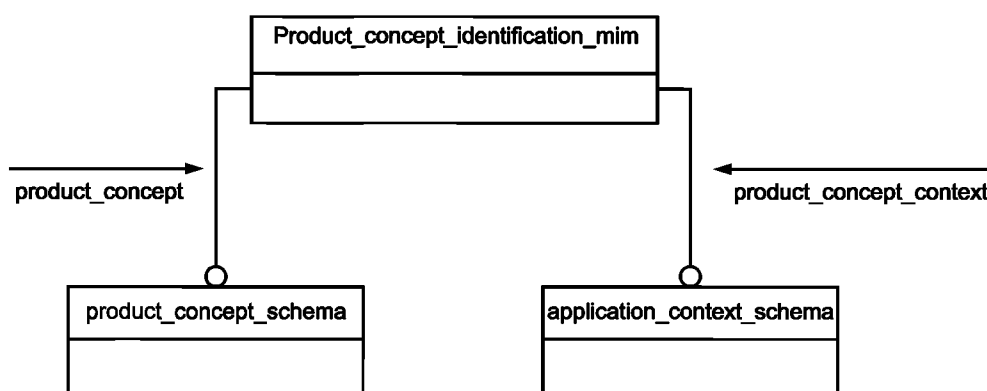 Product_concept_identification_mim
product_concept
product_concept_context
product_concept_schema
application_context_schema